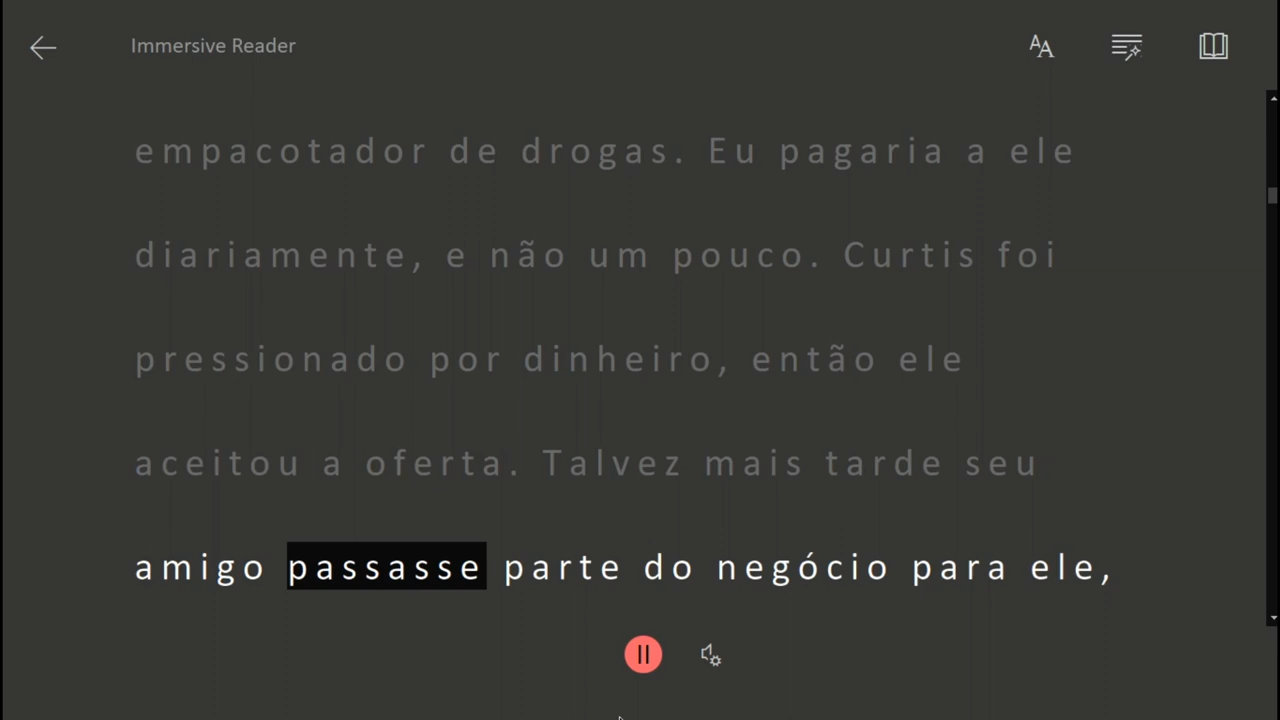 Immersive Reader
empacotador de drogas. Eu pagaria a ele
diariamente, e não um pouco. Curtis foi
pressionado por dinheiro, então ele
aceitou a oferta. Talvez mais tarde seu
amigo passasse parte do negócio para ele,